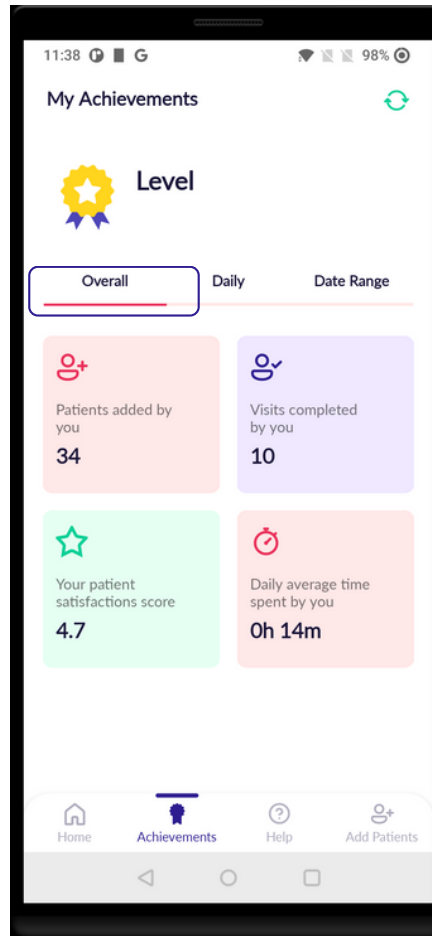 11:38 G 98%
My Achievements
Level
Overall Daily Date Range
Patients added by
you
34
Visits completed
by you
10
Your patient
satisfactions score
4.7
Daily average time
spent by you
0h 14m
Home Achievements Help Add Patients